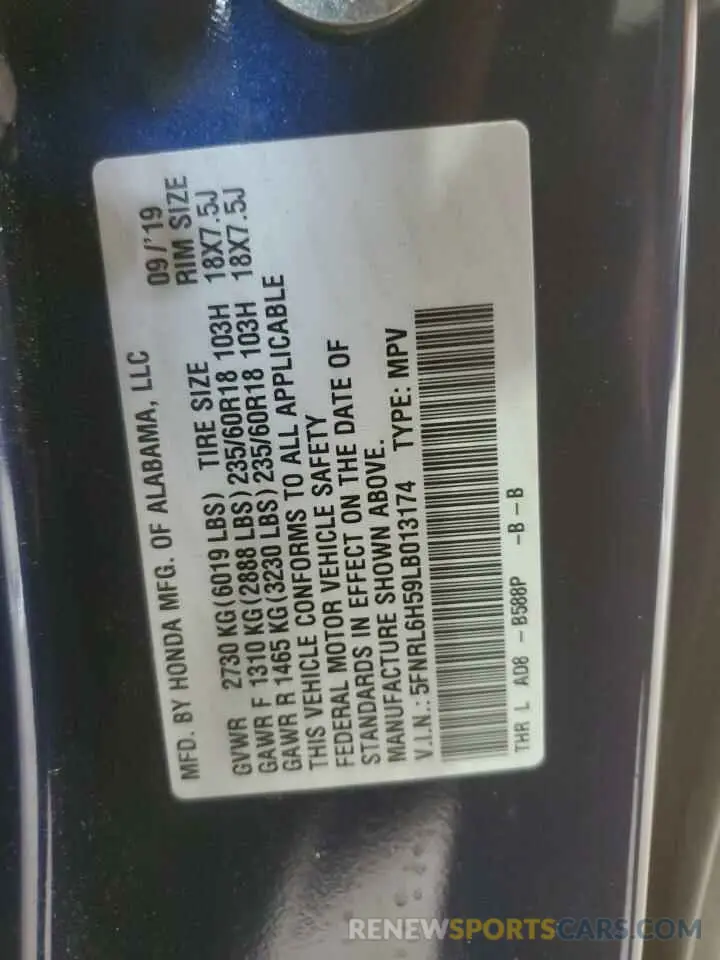 MFD. BY HONDA MFG. OF ALABAMA, LLC 09/'19
TIRE SIZE RIM SIZE
GVWR 2730 KG(6019 LBS)
GAWR F 1310 KG(2888 LBS)235/60R18 103H 18X7.5J
GAWR R 1465 KG(3230 LBS)235/60R18 103H 18X7.5J
THIS VEHICLE CONFORMS TO ALL APPLICABLE
FEDERAL MOTOR VEHICLE SAFETY
STANDARDS IN EFFECT ON THE DATE OF
MANUFACTURE SHOWN ABOVE.
V.I.N.: 5FNRL6H59LB013174 TYPE: MPV
THR L AD8 - B588P -B-B
RENEWSPORTSCARS.COM